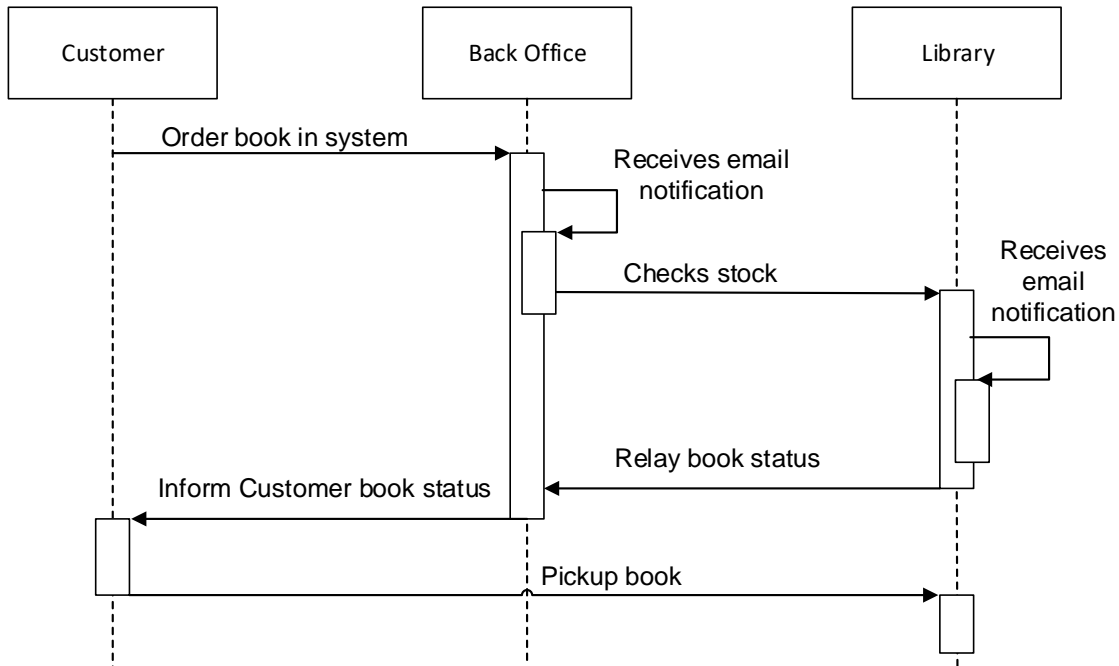 Customer
Back Office
Library
Order book in system
Receives email
notification
Checks stock
Receives
email
notification
Relay book status
Inform Customer book status
Pickup book